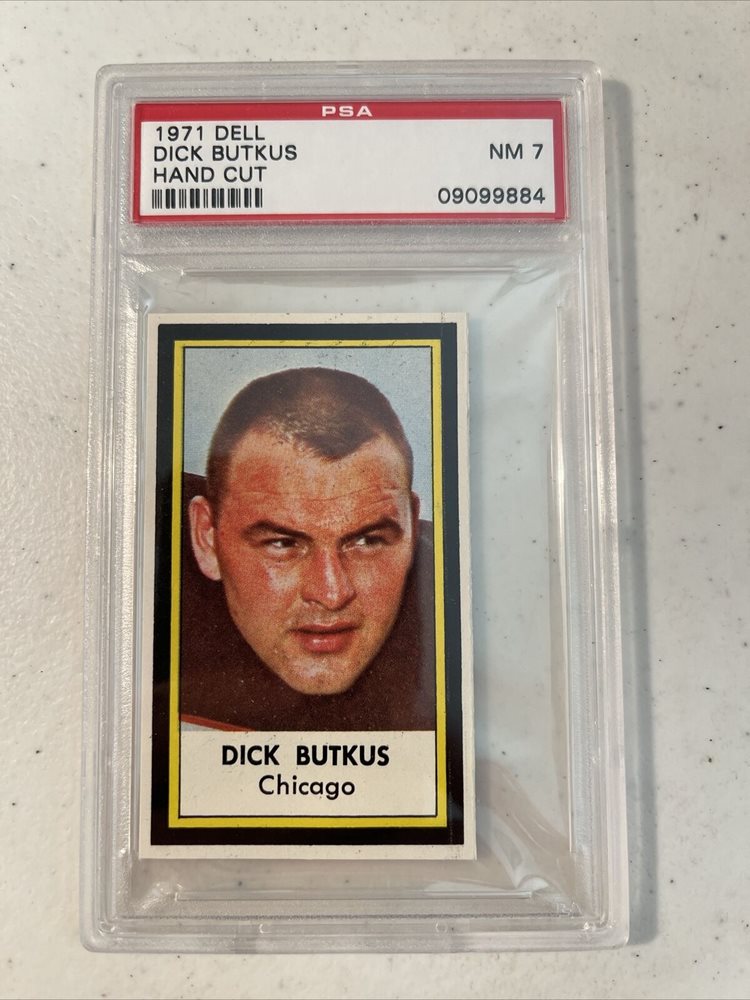 PSA
1971 DELL
DICK BUTKUS NM 7
HAND CUT
09099884
DICK BUTKUS
Chicago